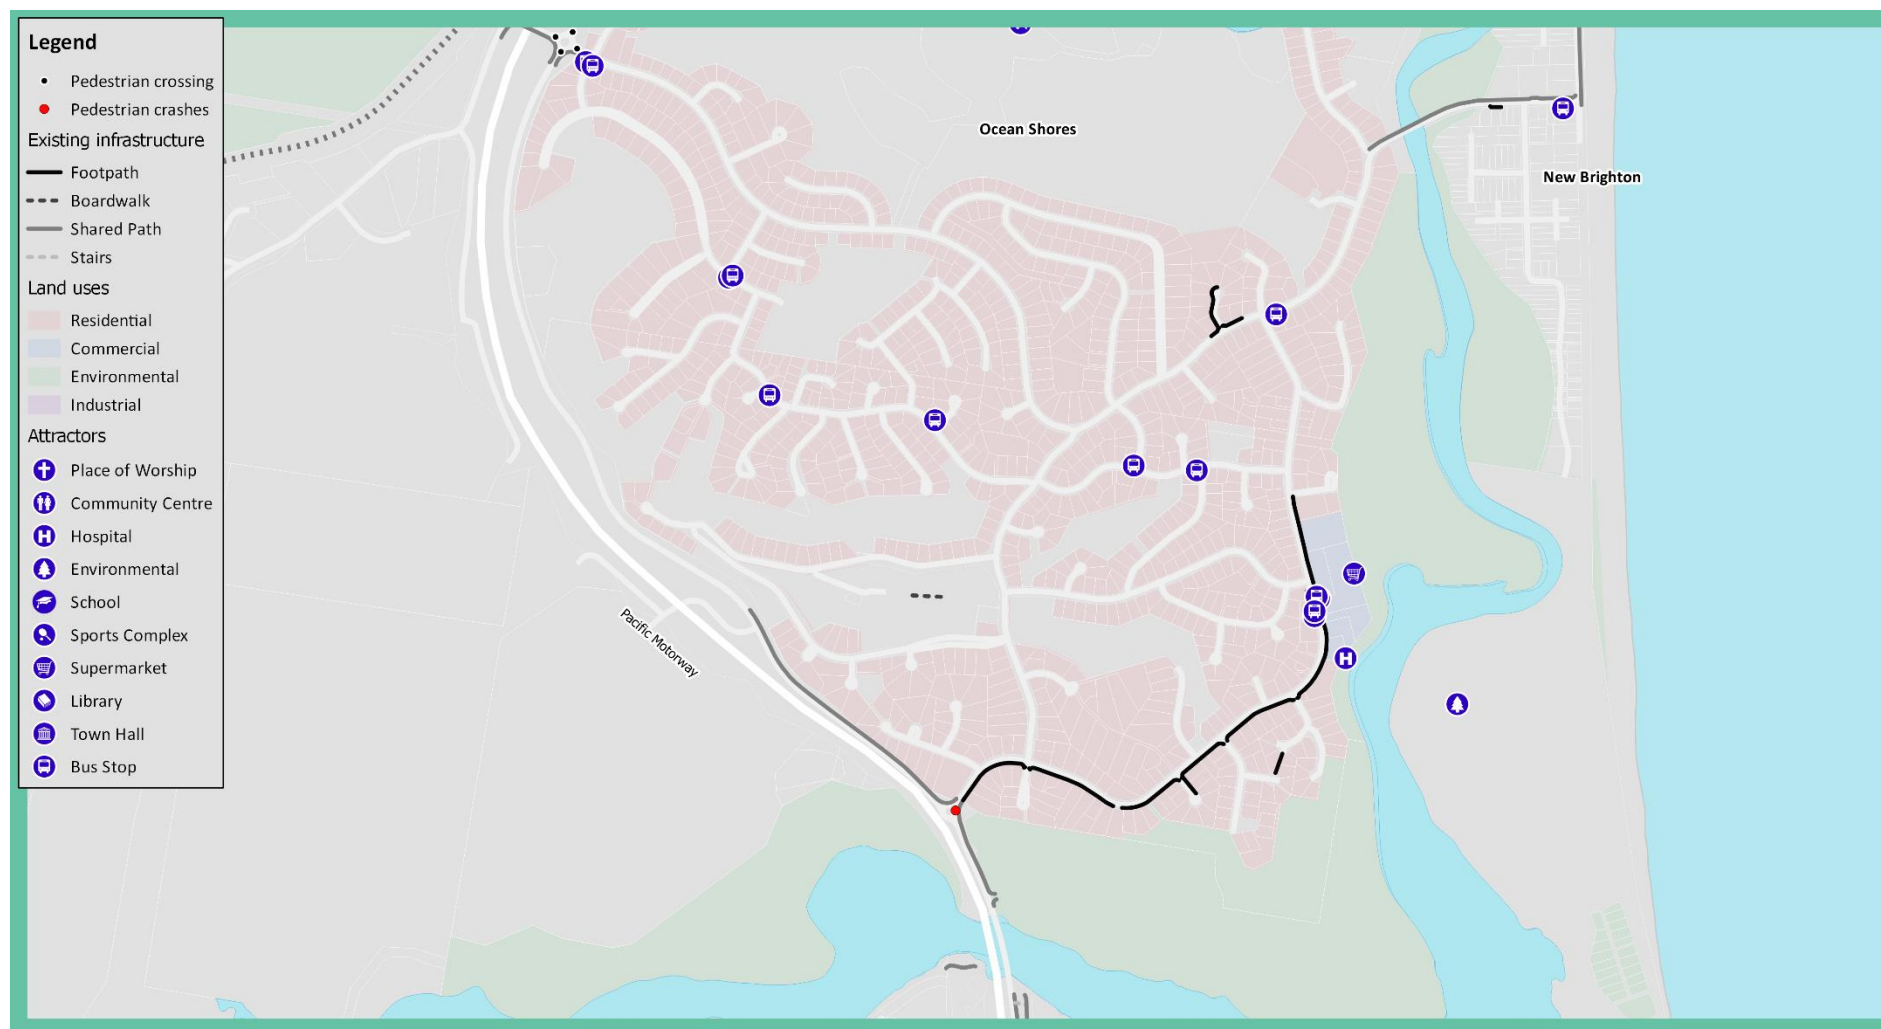 Legend
Pedestrian crossing
Pedestrian crashes
Existing infrastructure
Footpath
Boardwalk
Shared Path
Stairs
Land uses
Residential
Commercial
Environmental
Industrial
Attractors
Place of Worship
Community Centre
Hospital
Environmental
School
Sports Complex
Supermarket
Library
Town Hall
Bus Stop
Ocean Shores
New Brighton
Pacific Motorway
H
H